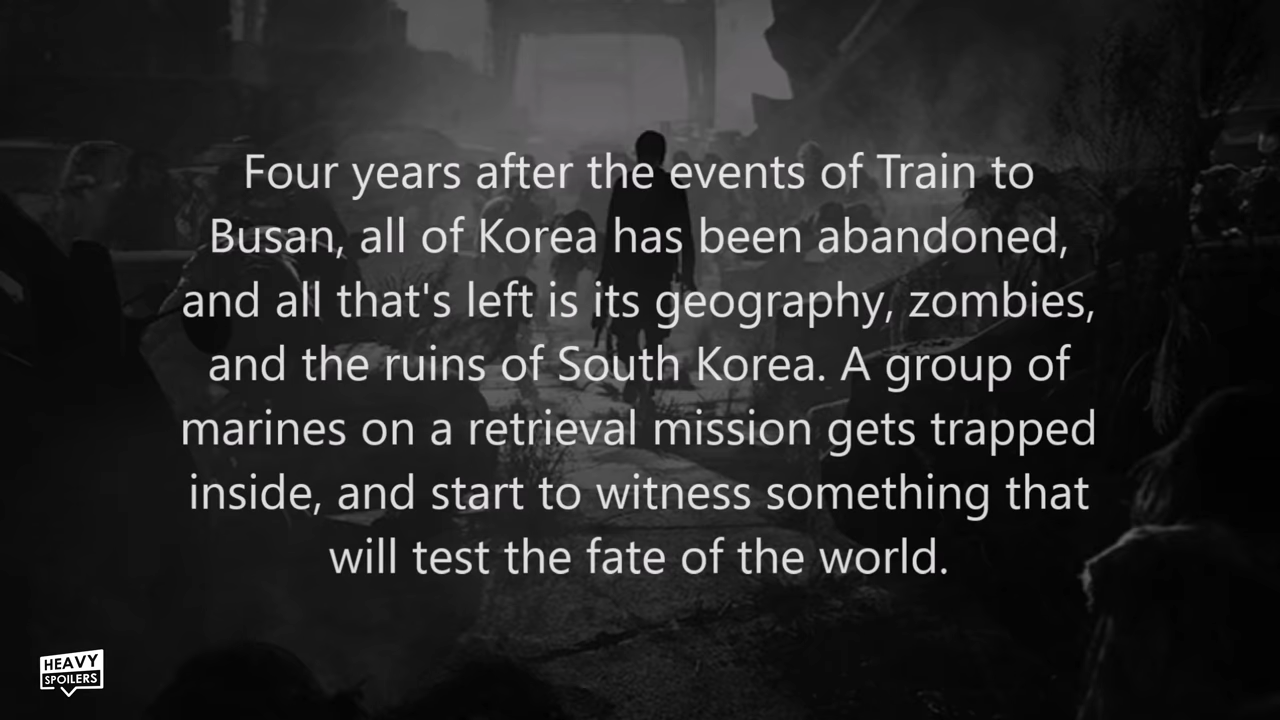 Four years after the events of Train to
Busan, all of Korea has been abandoned,
and all that's left is its geography, zombies,
and the ruins of South Korea. A group of
marines on a retrieval mission gets trapped
inside, and start to witness something that
will test the fate of the world.
HEAVY
SPOILERS